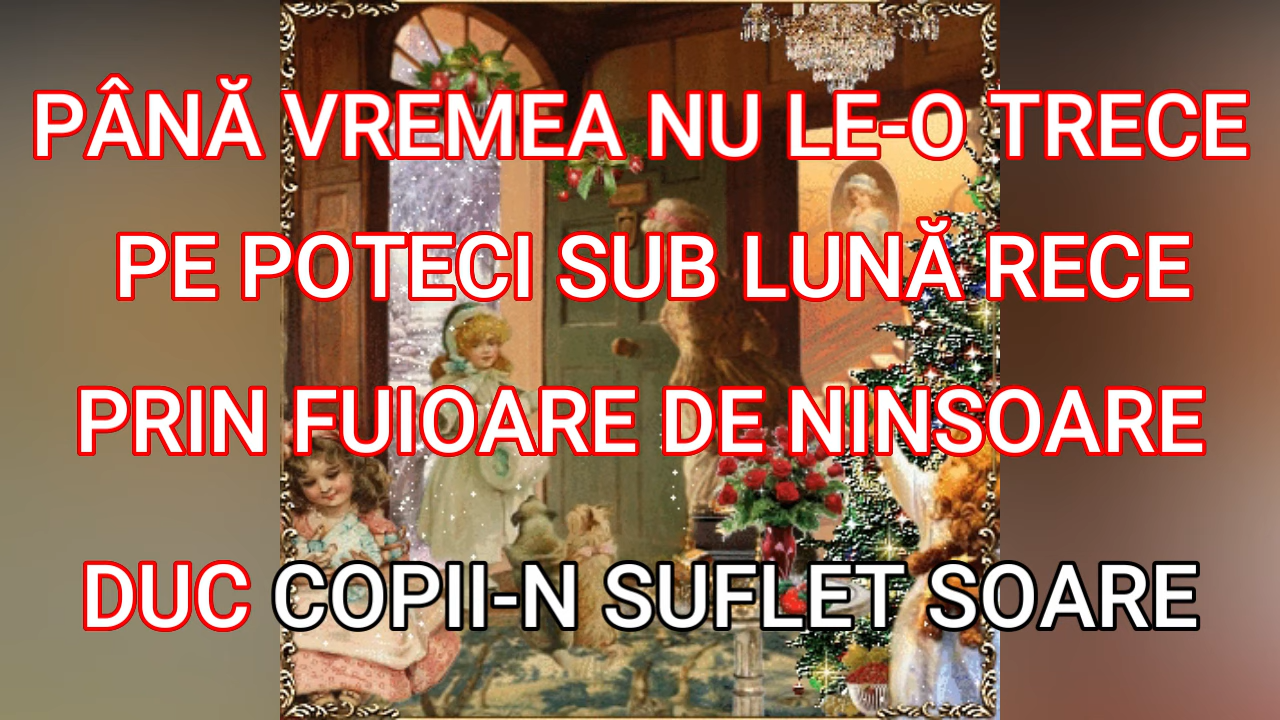 PÂNĂ VREMEA NU LE-O TRECE
PE POTECI SUB LUNĂ RECE
PRIN FUIOARE DE NINSOARE
DUC COPII-N SUFLET SOARE